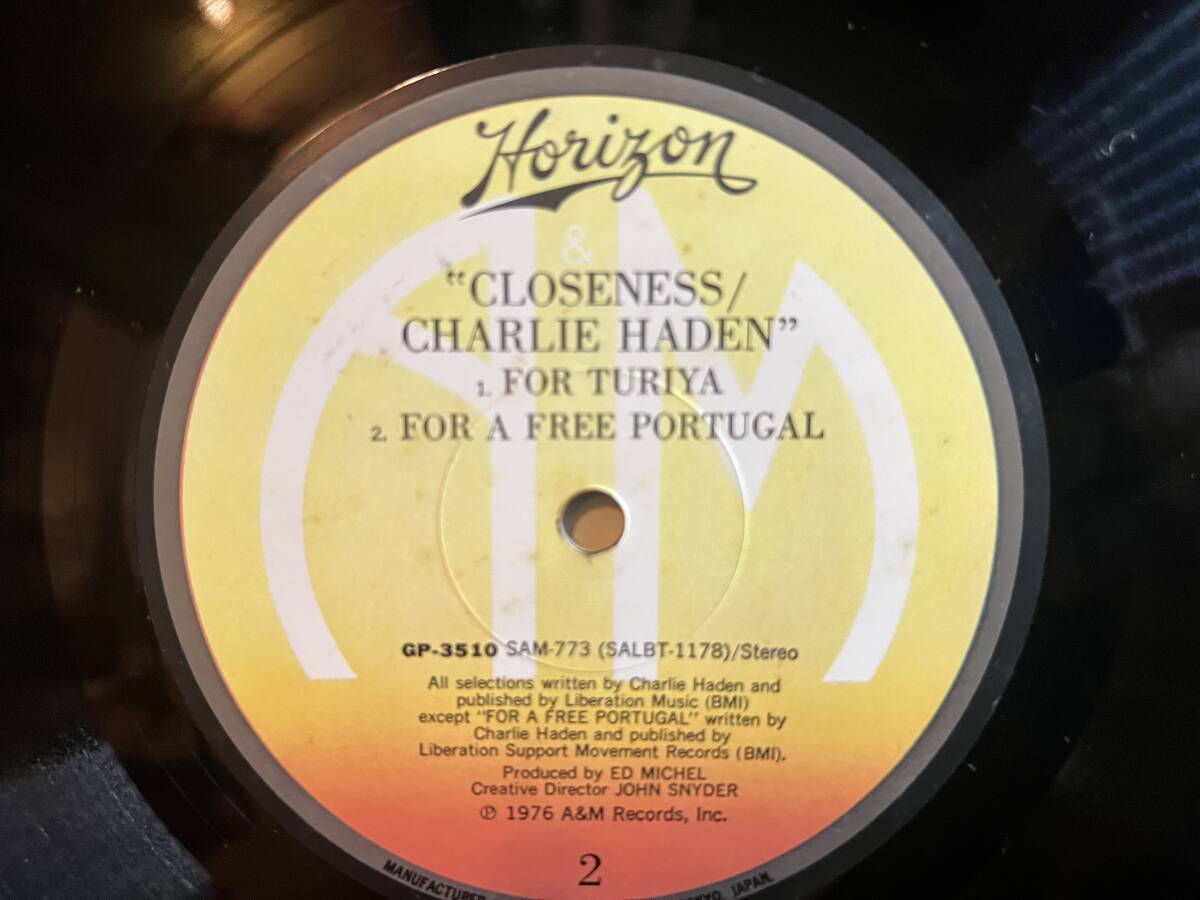 Horizon
&
"CLOSENESS/
CHARLIE HADEN"
1. FOR TURIYA
2. FOR A FREE PORTUGAL
GP-3510 SAM-773 (SALBT-1178)/Stereo
All selections written by Charlie Haden and
published by Liberation Music (BMI)
except "FOR A FREE PORTUGAL" written by
Charlie Haden and published by
Liberation Support Movement Records (BMI).
Produced by ED MICHEL
Creative Director JOHN SNYDER
℗ 1976 A&M Records, Inc.
2
JAPAN.